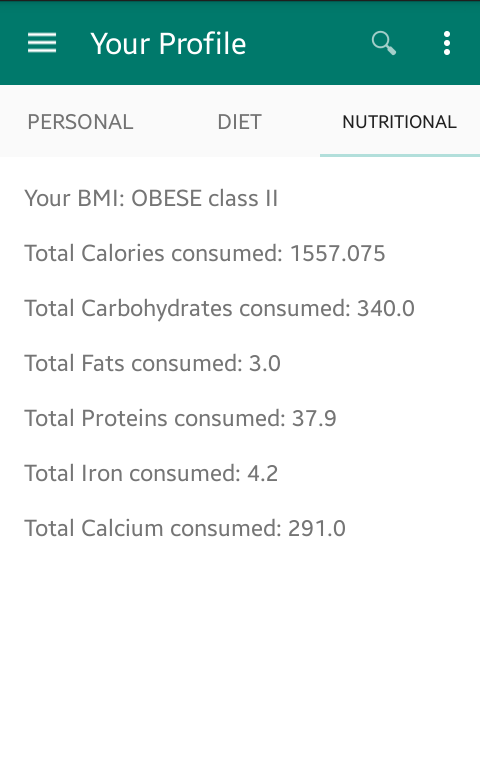 Your Profile
PERSONAL DIET NUTRITIONAL
Your BMI: OBESE class II
Total Calories consumed: 1557.075
Total Carbohydrates consumed: 340.0
Total Fats consumed: 3.0
Total Proteins consumed: 37.9
Total Iron consumed: 4.2
Total Calcium consumed: 291.0